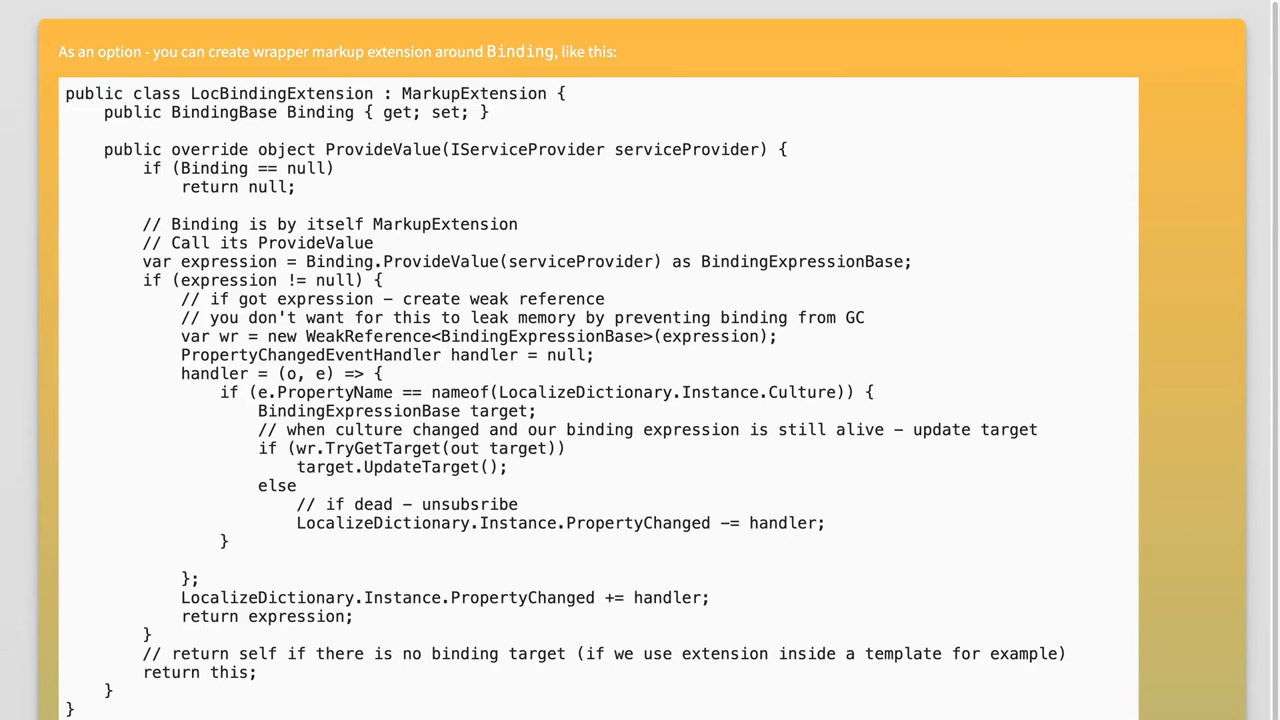 As an option - you can create wrapper markup extension around Binding, like this:
public class LocBindingExtension : MarkupExtension {
    public BindingBase Binding { get; set; }

    public override object ProvideValue(IServiceProvider serviceProvider) {
        if (Binding == null)
            return null;

        // Binding is by itself MarkupExtension
        // Call its ProvideValue
        var expression = Binding.ProvideValue(serviceProvider) as BindingExpressionBase;
        if (expression != null) {
            // if got expression – create weak reference
            // you don't want for this to leak memory by preventing binding from GC
            var wr = new WeakReference<BindingExpressionBase>(expression);
            PropertyChangedEventHandler handler = null;
            handler = (o, e) => {
                if (e.PropertyName == nameof(LocalizeDictionary.Instance.Culture)) {
                    BindingExpressionBase target;
                    // when culture changed and our binding expression is still alive – update target
                    if (wr.TryGetTarget(out target))
                        target.UpdateTarget();
                    else
                        // if dead – unsubsribe
                        LocalizeDictionary.Instance.PropertyChanged -= handler;
                }

            };
            LocalizeDictionary.Instance.PropertyChanged += handler;
            return expression;
        }
        // return self if there is no binding target (if we use extension inside a template for example)
        return this;
    }
}